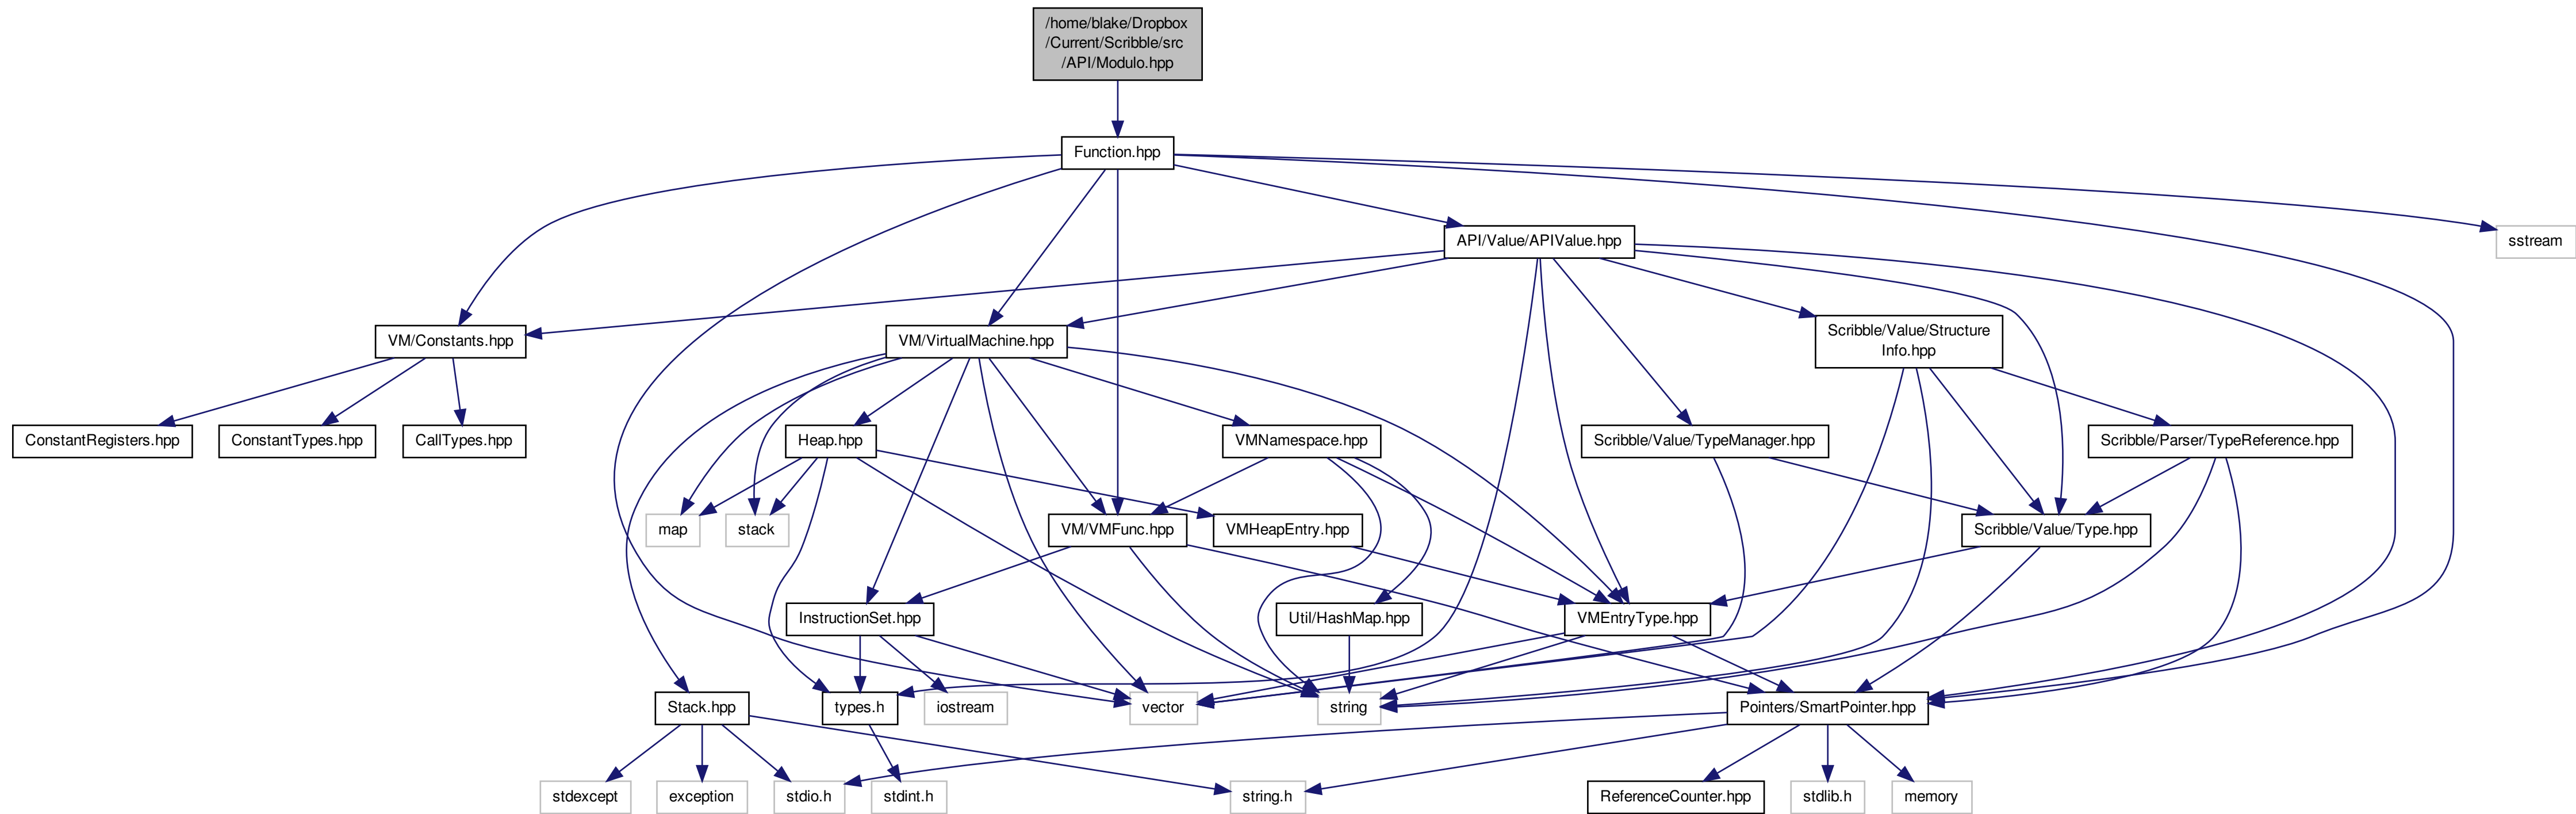 /home/blake/Dropbox
/Current/Scribble/src
/API/Modulo.hpp
Function.hpp
API/Value/APIValue.hpp
sstream
VM/Constants.hpp
VM/VirtualMachine.hpp
Scribble/Value/Structure
Info.hpp
ConstantRegisters.hpp
ConstantTypes.hpp
CallTypes.hpp
Heap.hpp
VMNamespace.hpp
Scribble/Value/TypeManager.hpp
Scribble/Parser/TypeReference.hpp
map
stack
VM/VMFunc.hpp
VMHeapEntry.hpp
Scribble/Value/Type.hpp
InstructionSet.hpp
Util/HashMap.hpp
VMEntryType.hpp
Stack.hpp
types.h
iostream
vector
string
Pointers/SmartPointer.hpp
stdexcept
exception
stdio.h
stdint.h
string.h
ReferenceCounter.hpp
stdlib.h
memory